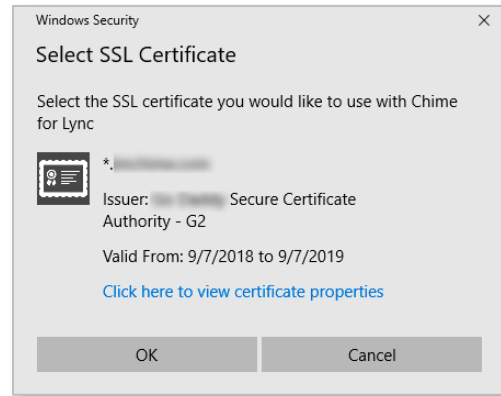 Windows Security
Select SSL Certificate
Select the SSL certificate you would like to use with Chime
for Lync
*.
Issuer: Secure Certificate
Authority - G2
Valid From: 9/7/2018 to 9/7/2019
Click here to view certificate properties
OK
Cancel